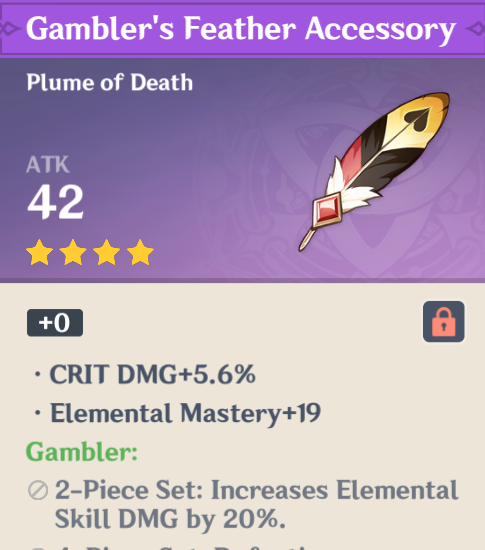 Gambler's Feather Accessory
Plume of Death
ATK
42
+0
· CRIT DMG+5.6%
· Elemental Mastery+19
Gambler:
2-Piece Set: Increases Elemental
Skill DMG by 20%.